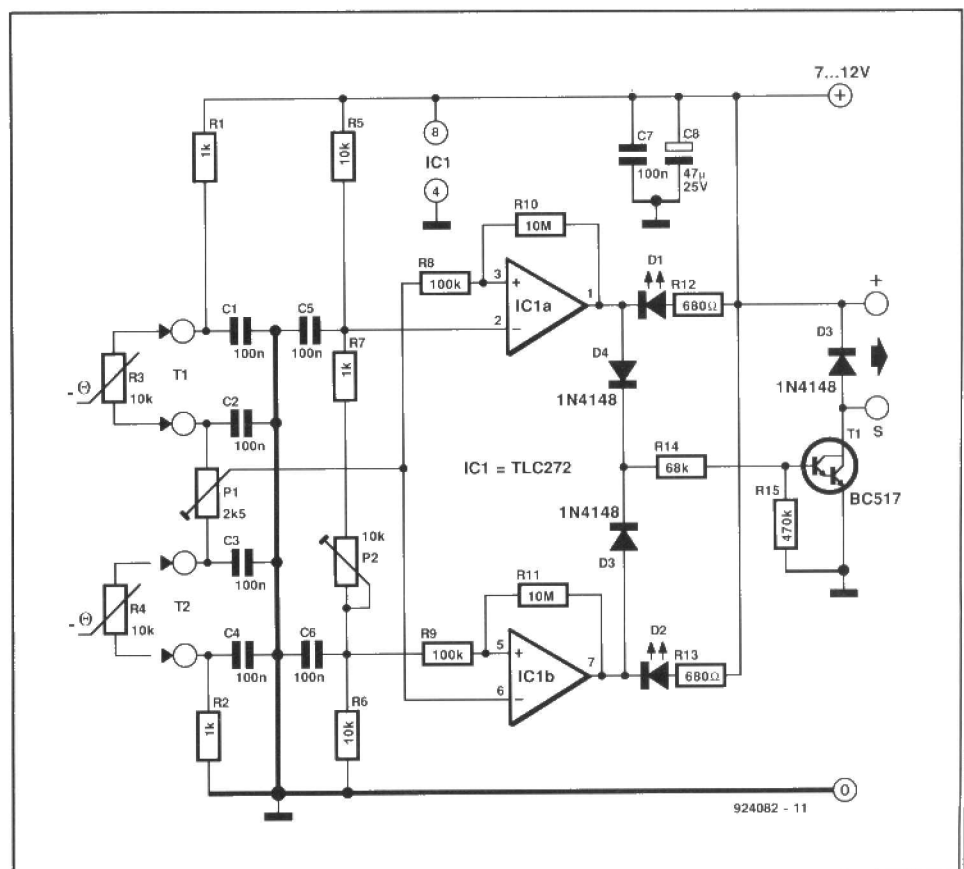 7...12V
+
R1
1k
R5
10k
8
IC1
4
C7
100n
C8
47µ
25V
R10
10M
R8
100k
3
+
2
−
IC1a
1
D1
R12
680Ω
+
D3
1N4148
S
T1
BC517
C1
100n
C5
100n
R7
1k
-Θ
R3
10k
T1
C2
100n
D4
1N4148
IC1 = TLC272
R14
68k
R15
470k
P1
2k5
1N4148
D3
10k
P2
C3
100n
-Θ
R4
10k
T2
C4
100n
C6
100n
R11
10M
R9
100k
5
+
6
−
IC1b
7
D2
R13
680Ω
R2
1k
R6
10k
0
924082 - 11